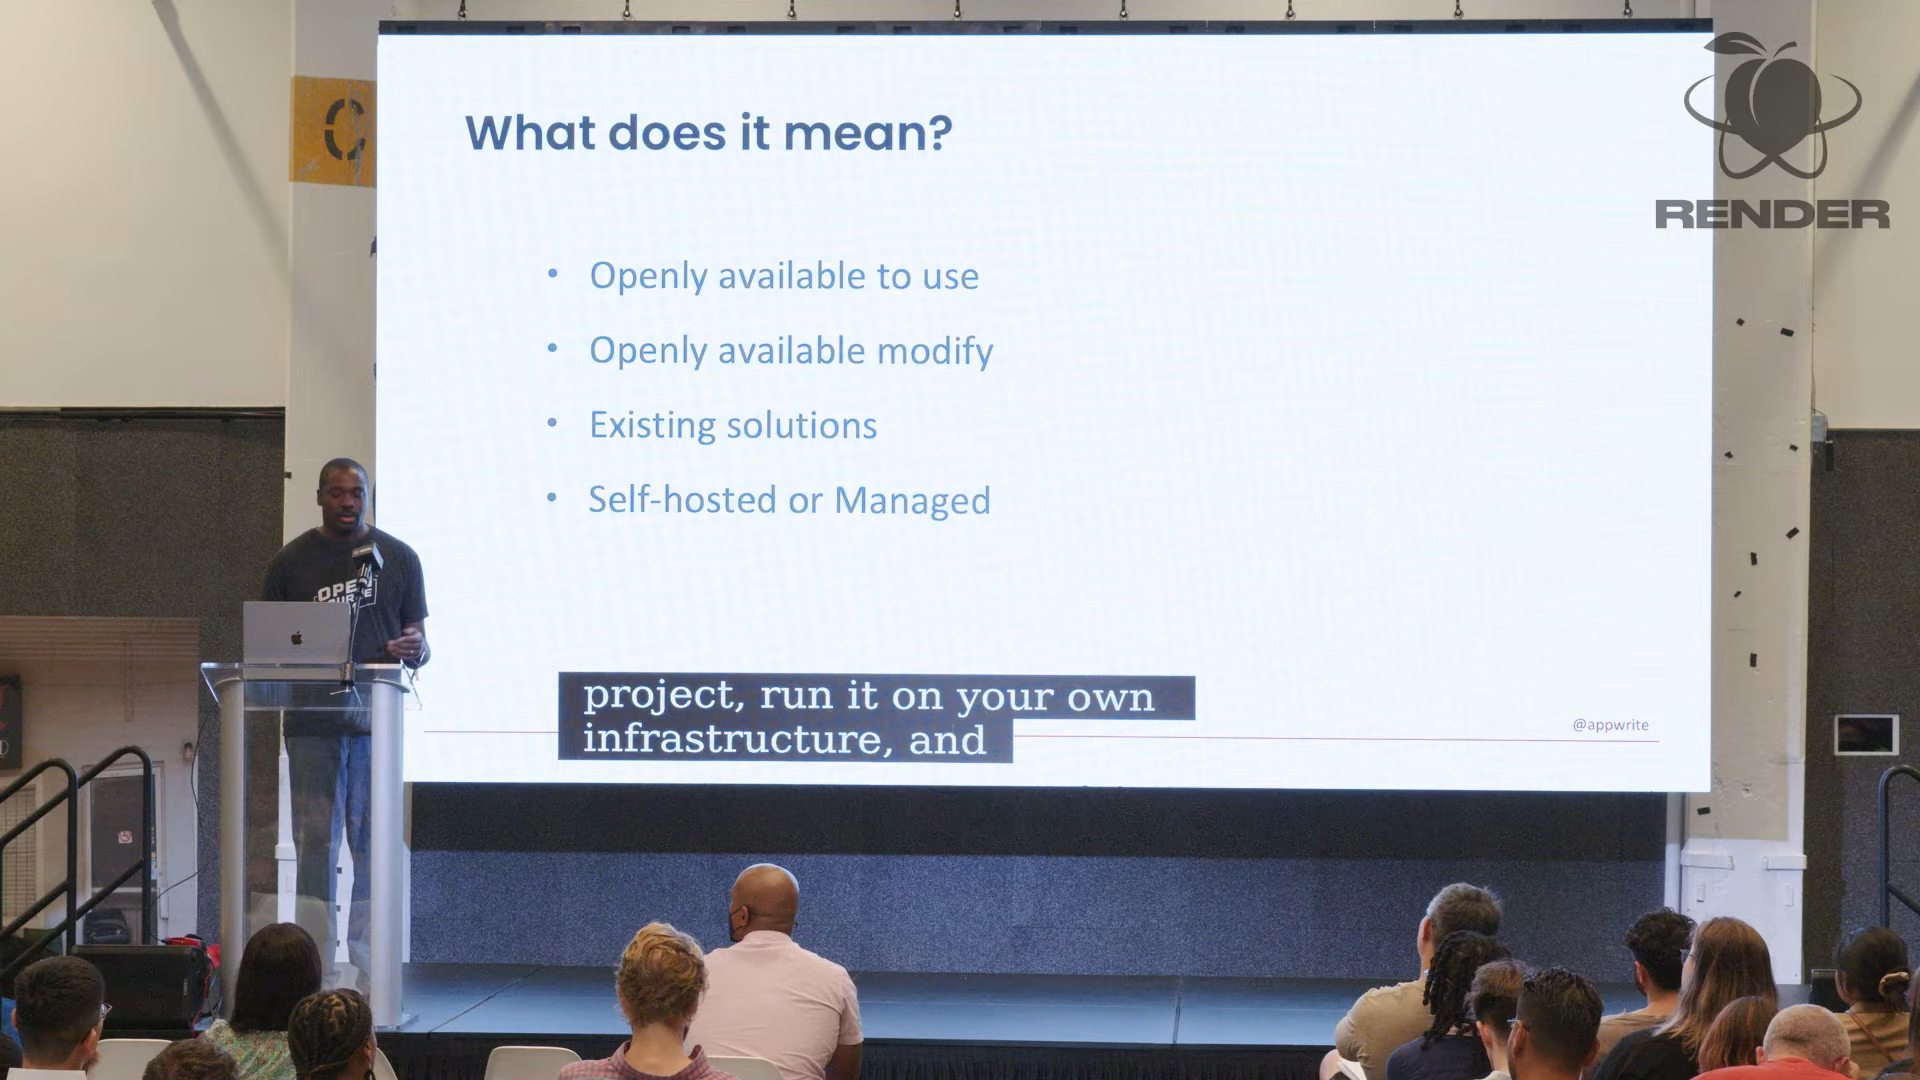 What does it mean?
RENDER
• Openly available to use
• Openly available modify
• Existing solutions
• Self-hosted or Managed
OPEN
project, run it on your own
infrastructure, and
@appwrite
C